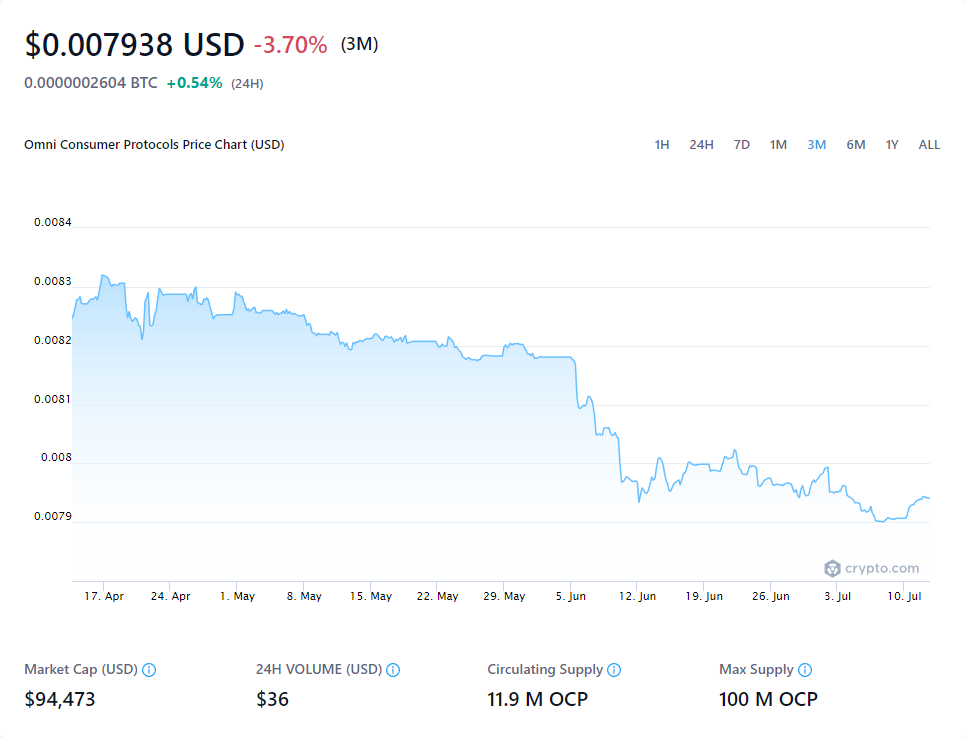 $0.007938 USD -3.70% (3M)
0.0000002604 BTC +0.54% (24H)
Omni Consumer Protocols Price Chart (USD) 1H 24H 7D 1M 3M 6M 1Y ALL
0.0084
0.0083
0.0082
0.0081
0.008
0.0079
crypto.com
17. Apr 24. Apr 1. May 8. May 15. May 22. May 29. May 5. Jun 12. Jun 19. Jun 26. Jun 3. Jul 10. Jul
Market Cap (USD) 24H VOLUME (USD) Circulating Supply Max Supply
$94,473 $36 11.9 M OCP 100 M OCP